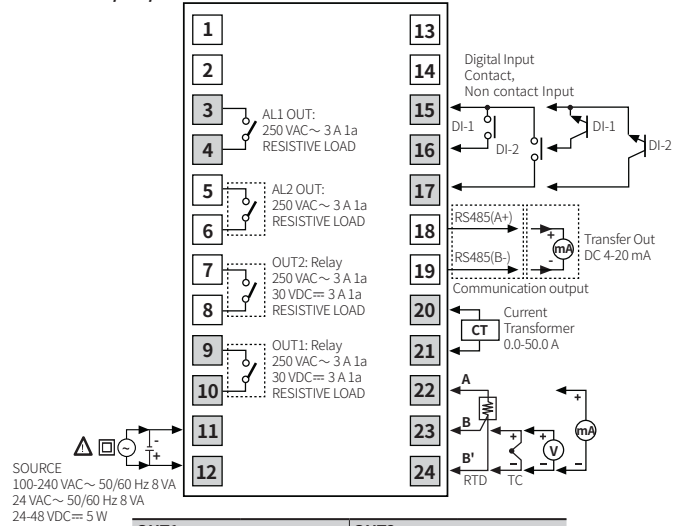 1
2
3
4
5
6
7
8
9
10
11
12
13
14
15
16
17
18
19
20
21
22
23
24
AL1 OUT:
250 VAC～ 3 A 1a
RESISTIVE LOAD
AL2 OUT:
250 VAC～ 3 A 1a
RESISTIVE LOAD
OUT2: Relay
250 VAC～ 3 A 1a
30 VDC⎓ 3 A 1a
RESISTIVE LOAD
OUT1: Relay
250 VAC～ 3 A 1a
30 VDC⎓ 3 A 1a
RESISTIVE LOAD
- 
+
SOURCE
100-240 VAC～ 50/60 Hz 8 VA
24 VAC～ 50/60 Hz 8 VA
24-48 VDC⎓ 5 W
Digital Input
Contact,
Non contact Input
DI-1
DI-2
DI-1
DI-2
RS485(A+)
RS485(B-)
+
mA
-
Transfer Out
DC 4-20 mA
Communication output
CT
Current
Transformer
0.0-50.0 A
A
B
B'
RTD
+
−
TC
+
V
−
+
mA
−